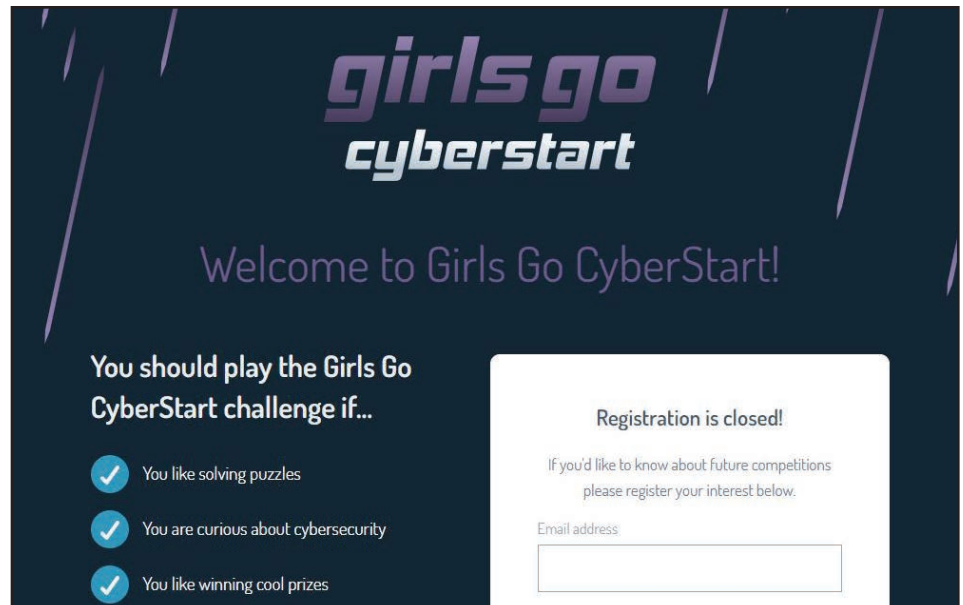 girls go
cyberstart
Welcome to Girls Go CyberStart!
You should play the Girls Go
CyberStart challenge if...
You like solving puzzles
You are curious about cybersecurity
You like winning cool prizes
Registration is closed!
If you'd like to know about future competitions
please register your interest below.
Email address